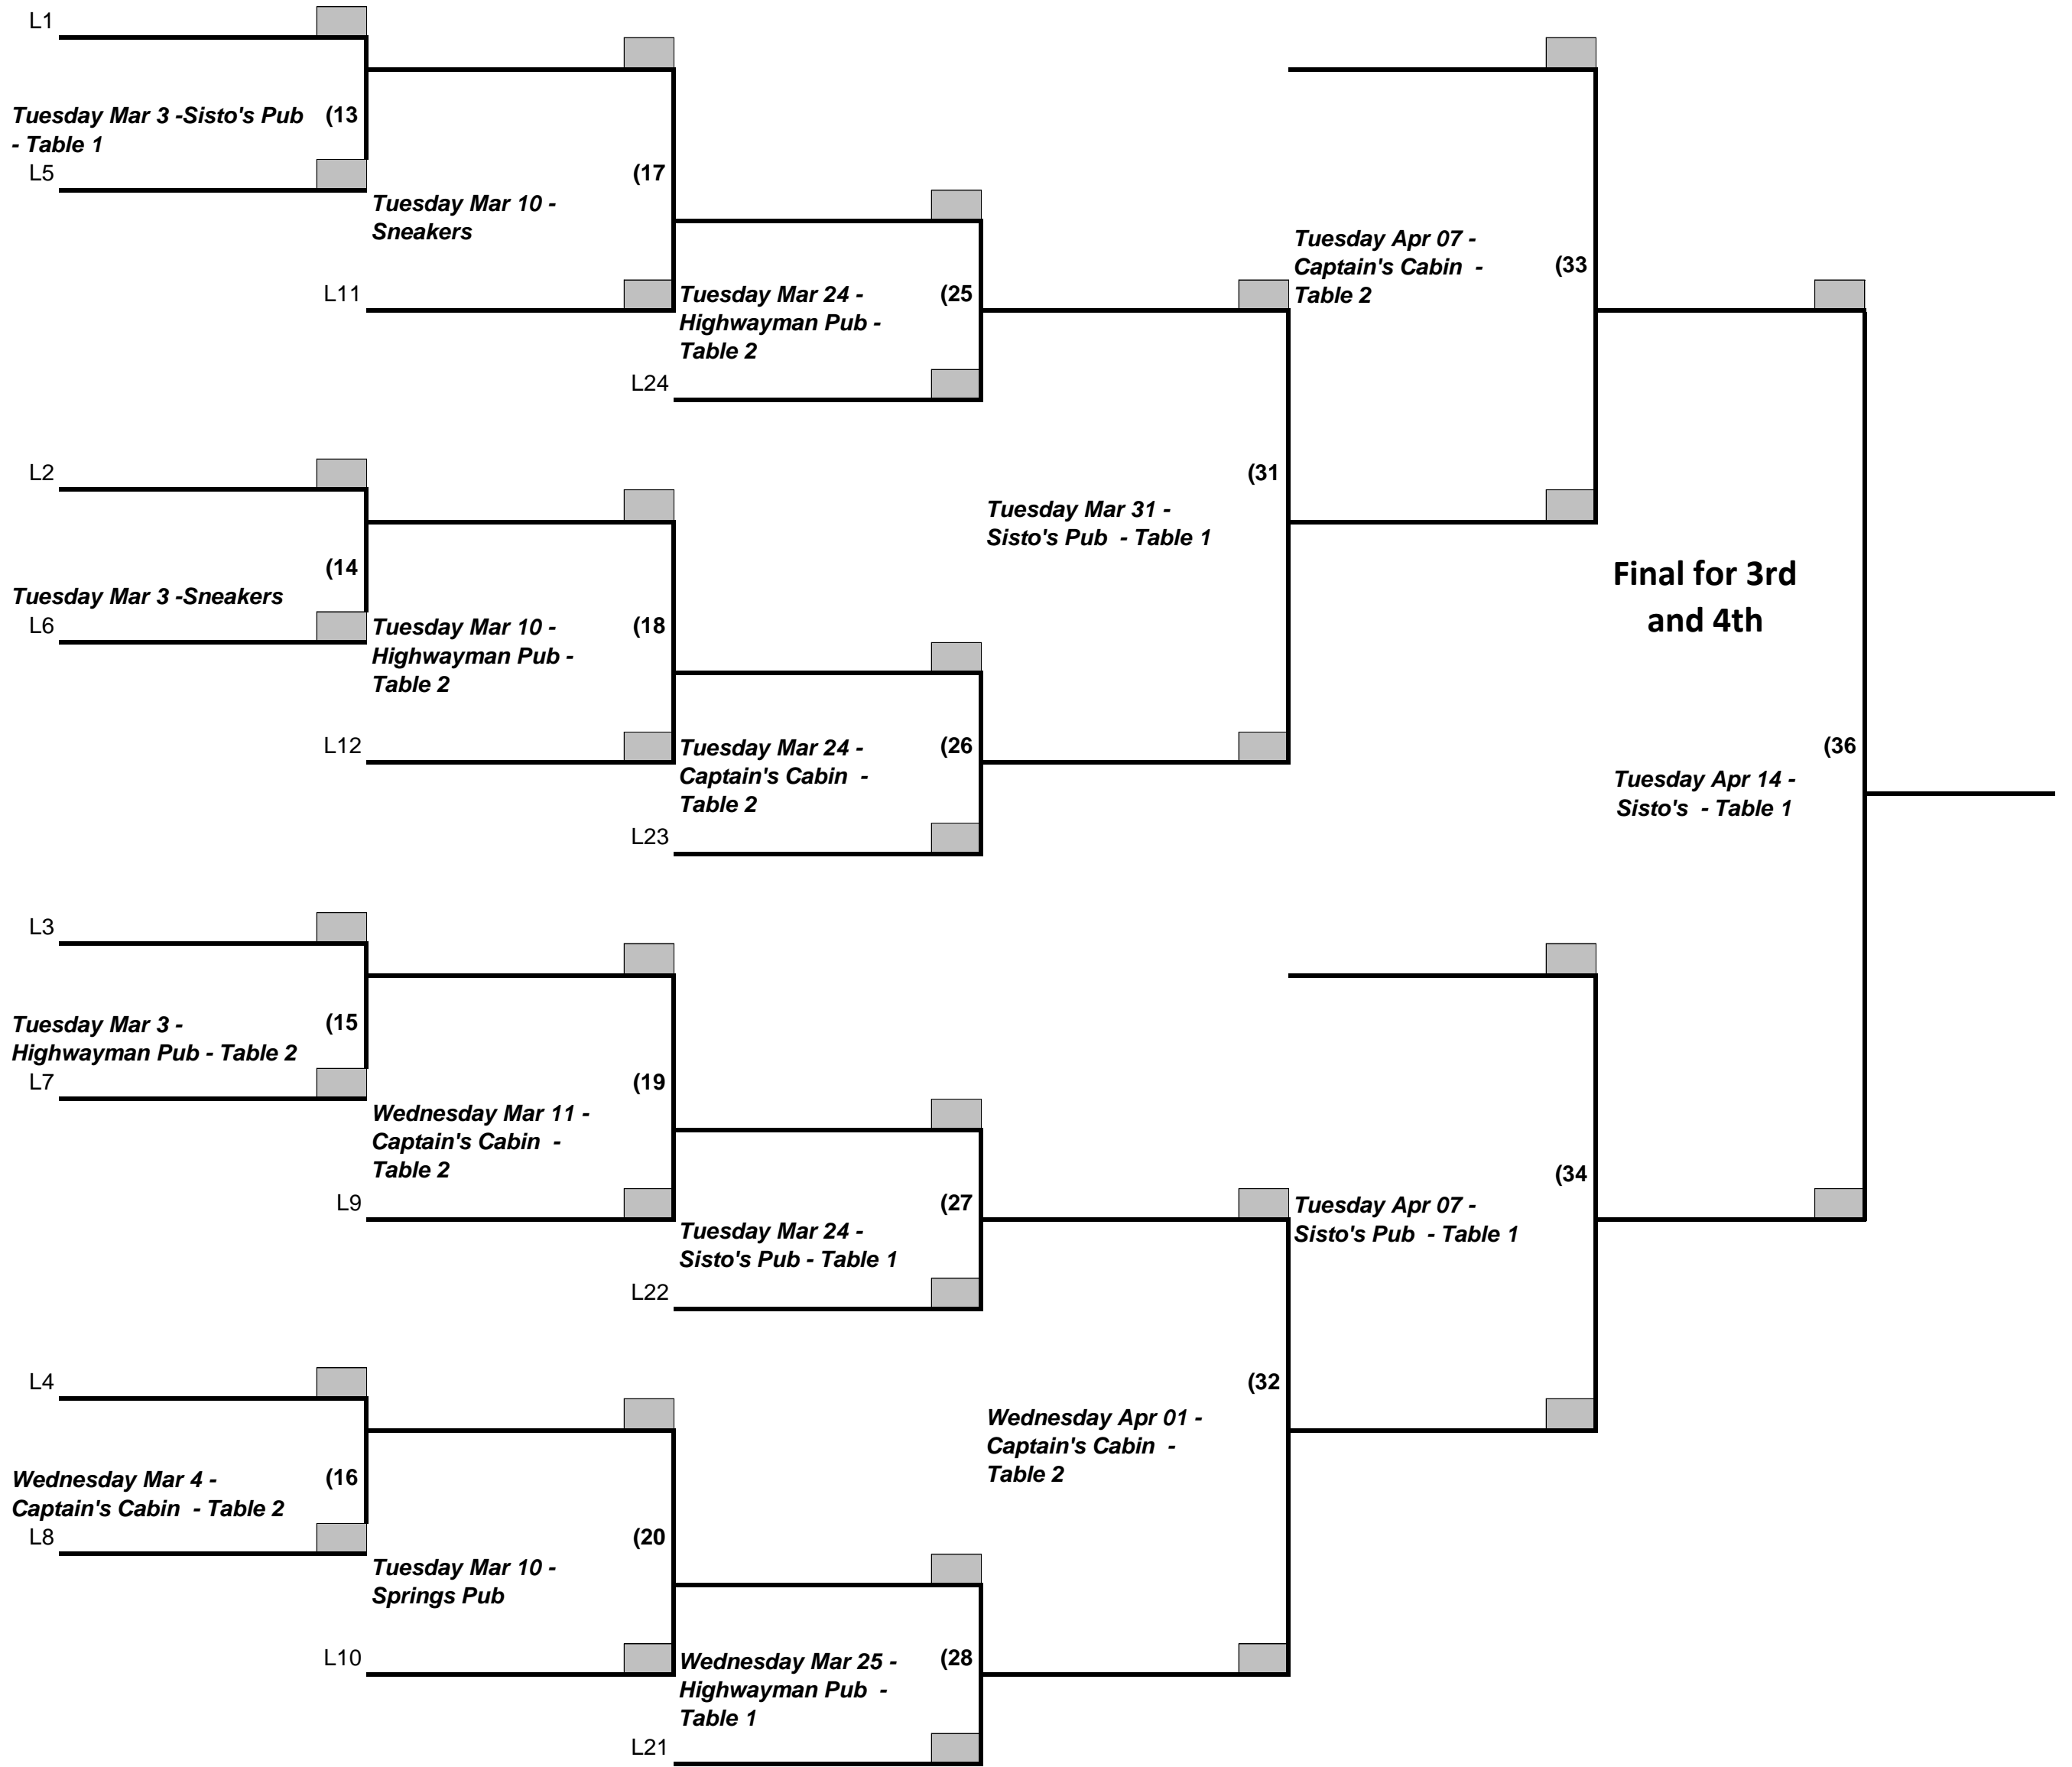 L1
Tuesday Mar 3 -Sisto's Pub
- Table 1
(13
L5
Tuesday Mar 10 -
Sneakers
(17
L11
Tuesday Mar 24 -
Highwayman Pub -
Table 2
(25
L24
L2
(14
Tuesday Mar 3 -Sneakers
L6
Tuesday Mar 10 -
Highwayman Pub -
Table 2
(18
L12
Tuesday Mar 24 -
Captain's Cabin  -
Table 2
(26
L23
Tuesday Mar 31 -
Sisto's Pub  - Table 1
(31
Tuesday Apr 07 -
Captain's Cabin  -
Table 2
(33
Final for 3rd
and 4th
(36
Tuesday Apr 14 -
Sisto's  - Table 1
L3
Tuesday Mar 3 -
Highwayman Pub - Table 2
(15
L7
Wednesday Mar 11 -
Captain's Cabin  -
Table 2
(19
L9
Tuesday Mar 24 -
Sisto's Pub - Table 1
(27
L22
L4
Wednesday Mar 4 -
Captain's Cabin  - Table 2
(16
L8
Tuesday Mar 10 -
Springs Pub
(20
L10
Wednesday Mar 25 -
Highwayman Pub  -
Table 1
(28
L21
Wednesday Apr 01 -
Captain's Cabin  -
Table 2
(32
Tuesday Apr 07 -
Sisto's Pub  - Table 1
(34